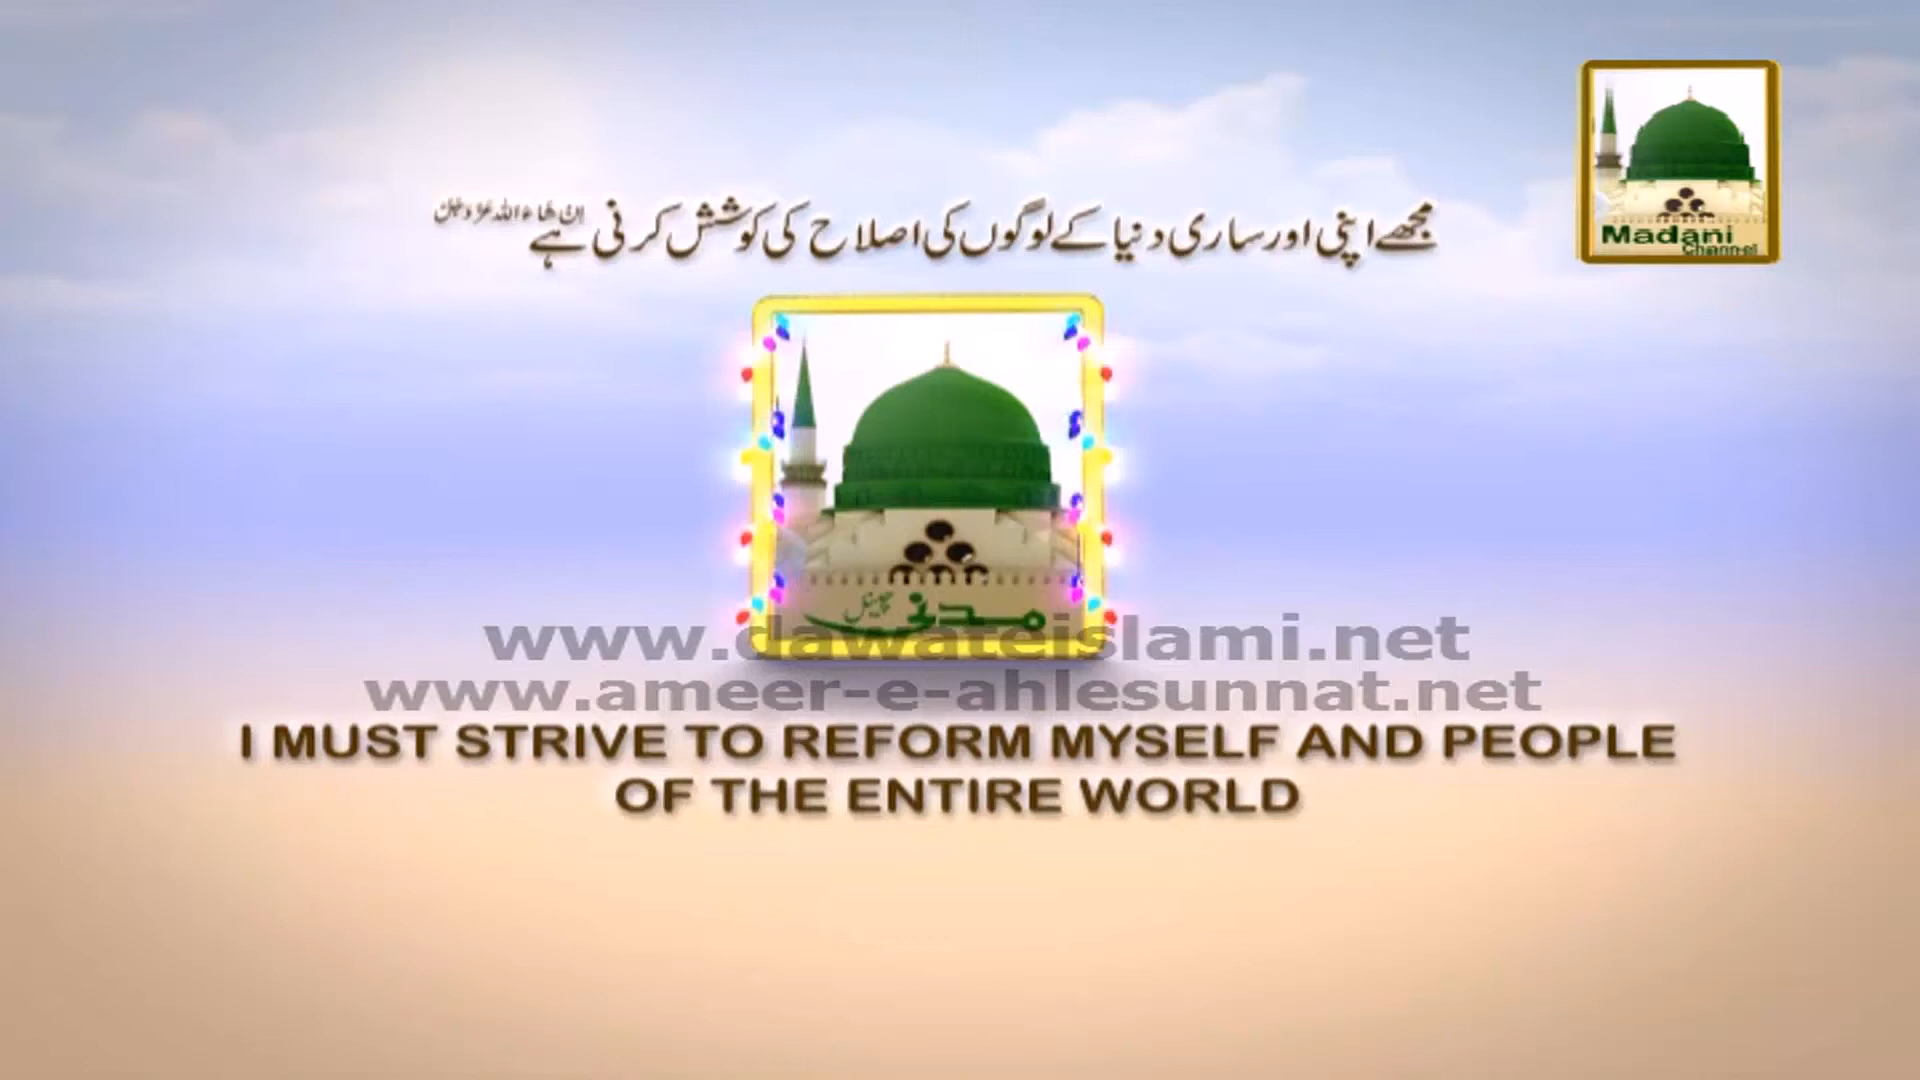 مجھے اپنی اور ساری دنیا کے لوگوں کی اصلاح کی کوشش کرنی ہے ان شاء اللہ عزوجل
Madani
Channel
مدنی چینل
www.dawateislami.net
www.ameer-e-ahlesunnat.net
I MUST STRIVE TO REFORM MYSELF AND PEOPLE
OF THE ENTIRE WORLD